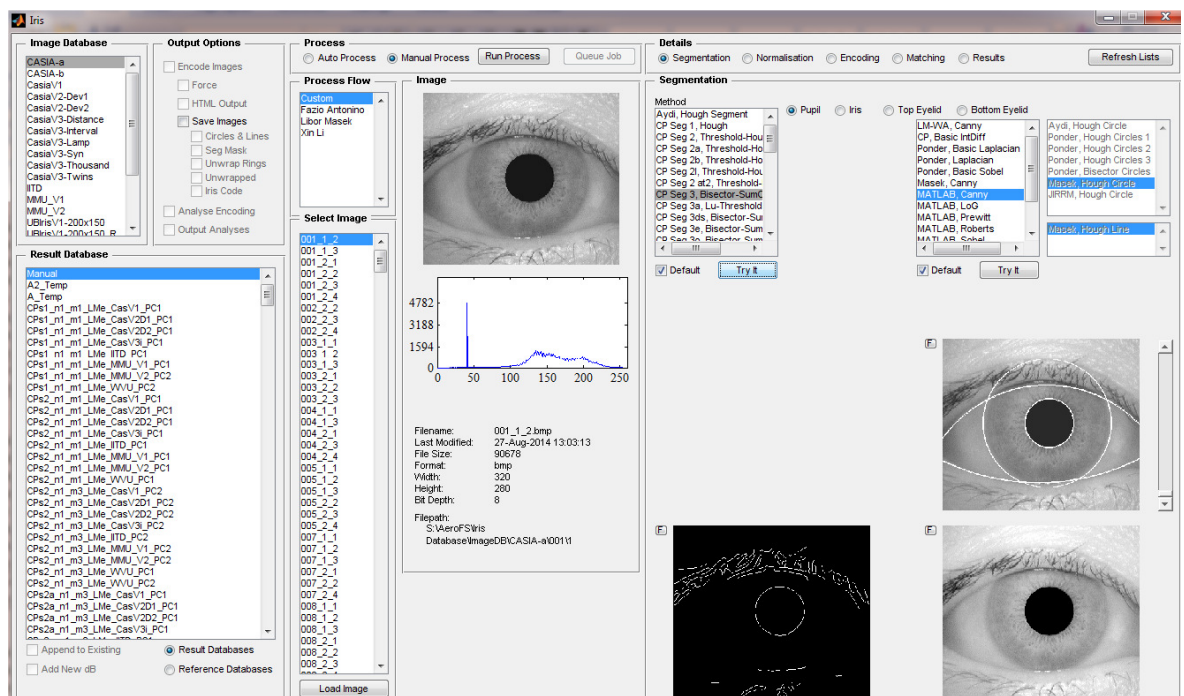 Iris
Image Database
CASIA-a
CASIA-b
CasiaV1
CasiaV2-Dev1
CasiaV2-Dev2
CasiaV3-Distance
CasiaV3-Interval
CasiaV3-Lamp
CasiaV3-Syn
CasiaV3-Thousand
CasiaV3-Twins
IITD
MMU_V1
MMU_V2
UBIrisV1-200x150
UBIrisV1-200x150_R
Output Options
Encode Images
Force
HTML Output
Save Images
Circles & Lines
Seg Mask
Unwrap Rings
Unwrapped
Iris Code
Analyse Encoding
Output Analyses
Result Database
Manual
A2_Temp
A_Temp
CPs1_n1_m1_LMe_CasV1_PC1
CPs1_n1_m1_LMe_CasV2D1_PC1
CPs1_n1_m1_LMe_CasV2D2_PC1
CPs1_n1_m1_LMe_CasV3i_PC1
CPs1_n1_m1_LMe_IITD_PC1
CPs1_n1_m1_LMe_MMU_V1_PC1
CPs1_n1_m1_LMe_MMU_V2_PC2
CPs1_n1_m1_LMe_WVU_PC2
CPs2_n1_m1_LMe_CasV1_PC1
CPs2_n1_m1_LMe_CasV2D1_PC1
CPs2_n1_m1_LMe_CasV2D2_PC1
CPs2_n1_m1_LMe_CasV3i_PC1
CPs2_n1_m1_LMe_IITD_PC1
CPs2_n1_m1_LMe_MMU_V1_PC1
CPs2_n1_m1_LMe_MMU_V2_PC1
CPs2_n1_m1_LMe_WVU_PC1
CPs2_n1_m3_LMe_CasV1_PC2
CPs2_n1_m3_LMe_CasV2D1_PC2
CPs2_n1_m3_LMe_CasV2D2_PC2
CPs2_n1_m3_LMe_CasV3i_PC2
CPs2_n1_m3_LMe_IITD_PC2
CPs2_n1_m3_LMe_MMU_V1_PC2
CPs2_n1_m3_LMe_MMU_V2_PC2
CPs2_n1_m3_LMe_WVU_PC1
CPs2_n1_m3_LMe_WVU_PC2
CPs2a_n1_m3_LMe_CasV1_PC1
CPs2a_n1_m3_LMe_CasV2D1_PC1
CPs2a_n1_m3_LMe_CasV2D2_PC1
CPs2a_n1_m3_LMe_CasV3i_PC1
Append to Existing
Result Databases
Add New dB
Reference Databases
Process
Auto Process
Manual Process
Run Process
Queue Job
Process Flow
Custom
Fazio Antonino
Libor Masek
Xin Li
Select Image
001_1_2
001_1_3
001_2_1
001_2_2
001_2_3
001_2_4
002_2_2
002_2_3
002_2_4
003_1_1
003_1_2
003_1_3
003_2_1
003_2_2
003_2_3
004_1_1
004_1_3
004_2_1
004_2_3
004_2_4
005_1_1
005_1_2
005_1_3
005_2_2
005_2_3
005_2_4
007_1_1
007_1_2
007_1_3
007_2_1
007_2_2
007_2_3
008_1_1
008_1_2
008_1_3
008_2_1
008_2_2
008_2_3
Load Image
Image
4782
3188
1594
0
0 50 100 150 200 250
Filename: 001_1_2.bmp
Last Modified: 27-Aug-2014 13:03:13
File Size: 90678
Format: bmp
Width: 320
Height: 280
Bit Depth: 8
Filepath:
S:\AeroFS\Iris
Database\ImageDB\CASIA-a\001\1
Details
Segmentation
Normalisation
Encoding
Matching
Results
Refresh Lists
Segmentation
Method
Pupil
Iris
Top Eyelid
Bottom Eyelid
Aydi, Hough Segment
CP Seg 1, Hough
CP Seg 2, Threshold-Hou
CP Seg 2a, Threshold-Ho
CP Seg 2b, Threshold-Ho
CP Seg 2l, Threshold-Hou
CP Seg 2 at2, Threshold-
CP Seg 3, Bisector-Sum
CP Seg 3a, Lu-Threshold
CP Seg 3ds, Bisector-Su
CP Seg 3e, Bisector-Sum
CP Seg 3o, Bisector-Sum
Default
Try It
LM-WA, Canny
CP, Basic IntDiff
Ponder, Basic Laplacian
Ponder, Laplacian
Ponder, Basic Sobel
Masek, Canny
MATLAB, Canny
MATLAB, LoG
MATLAB, Prewitt
MATLAB, Roberts
MATLAB, Sobel
Default
Try It
Aydi, Hough Circle
Ponder, Hough Circles 1
Ponder, Hough Circles 2
Ponder, Hough Circles 3
Ponder, Bisector Circles
Masek, Hough Circle
JIRRM, Hough Circle
Masek, Hough Line
F
F
F